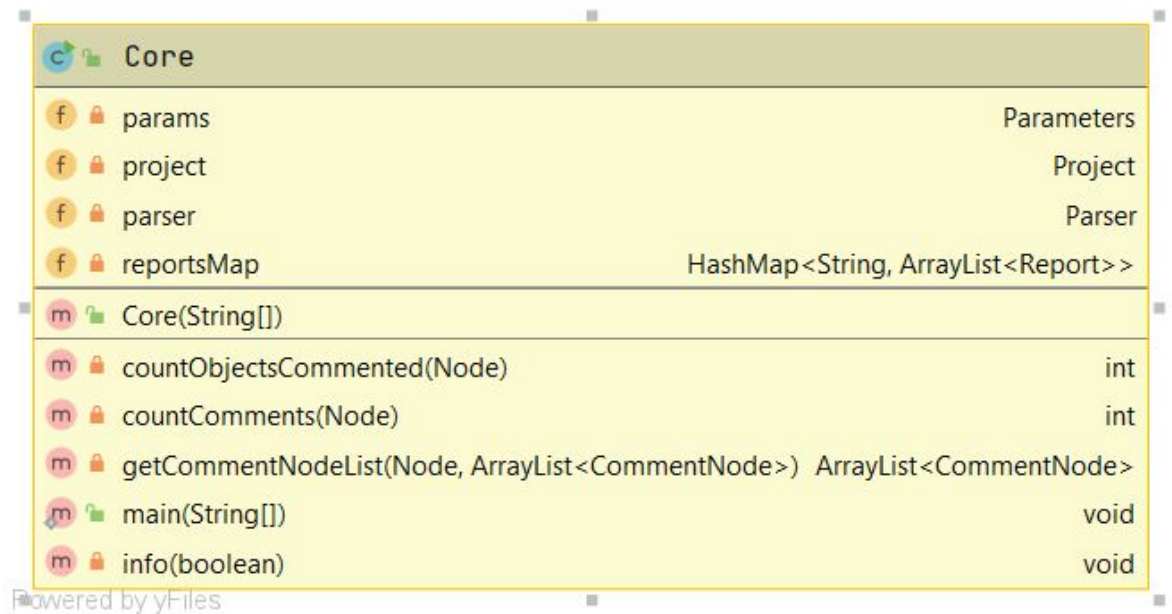 Core
params Parameters
project Project
parser Parser
reportsMap HashMap<String, ArrayList<Report>>
Core(String[])
countObjectsCommented(Node) int
countComments(Node) int
getCommentNodeList(Node, ArrayList<CommentNode>) ArrayList<CommentNode>
main(String[]) void
info(boolean) void
Powered by yFiles